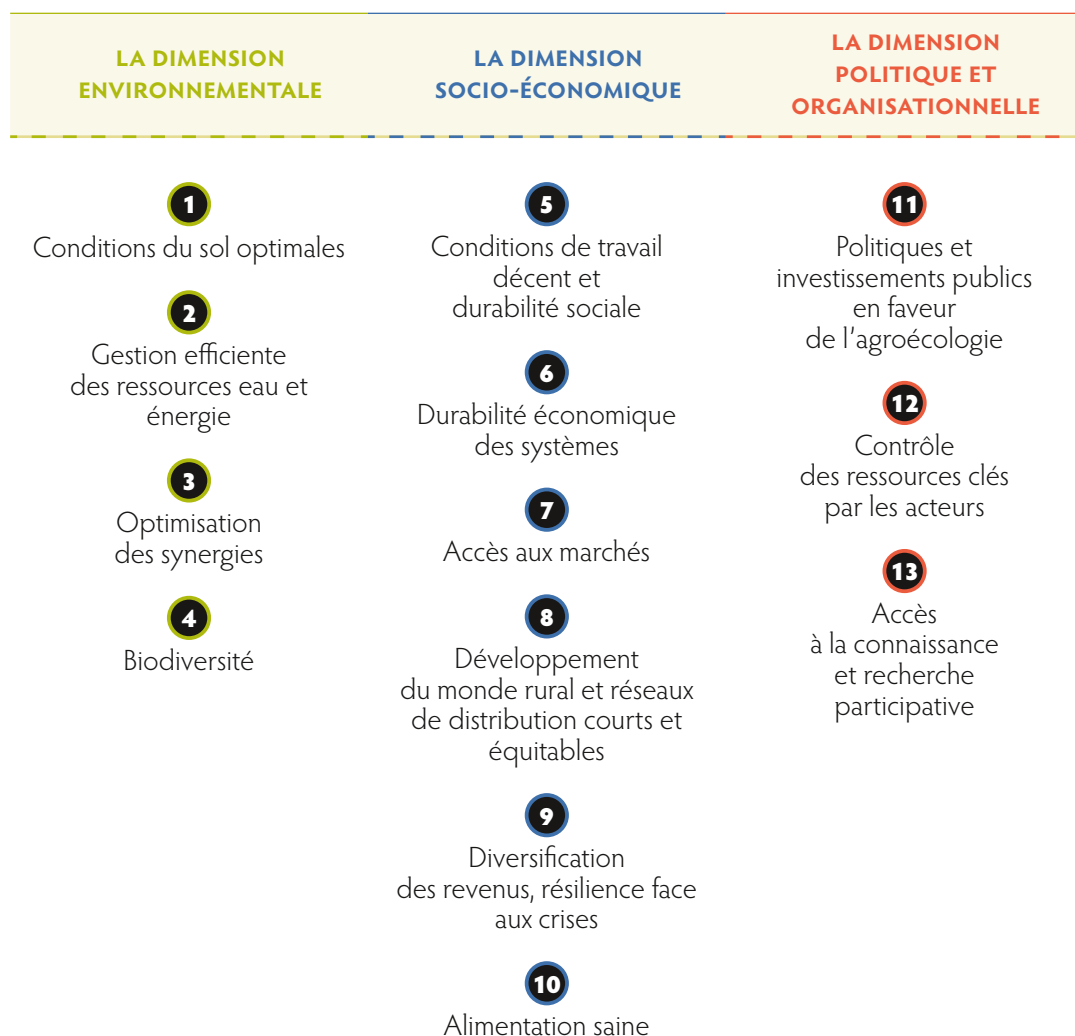 LA DIMENSION
ENVIRONNEMENTALE
LA DIMENSION
SOCIO-ÉCONOMIQUE
LA DIMENSION
POLITIQUE ET
ORGANISATIONNELLE
1
Conditions du sol optimales
2
Gestion efficiente
des ressources eau et
énergie
3
Optimisation
des synergies
4
Biodiversité
5
Conditions de travail
décent et
durabilité sociale
6
Durabilité économique
des systèmes
7
Accès aux marchés
8
Développement
du monde rural et réseaux
de distribution courts et
équitables
9
Diversification
des revenus, résilience face
aux crises
10
Alimentation saine
11
Politiques et
investissements publics
en faveur
de l'agroécologie
12
Contrôle
des ressources clés
par les acteurs
13
Accès
à la connaissance
et recherche
participative